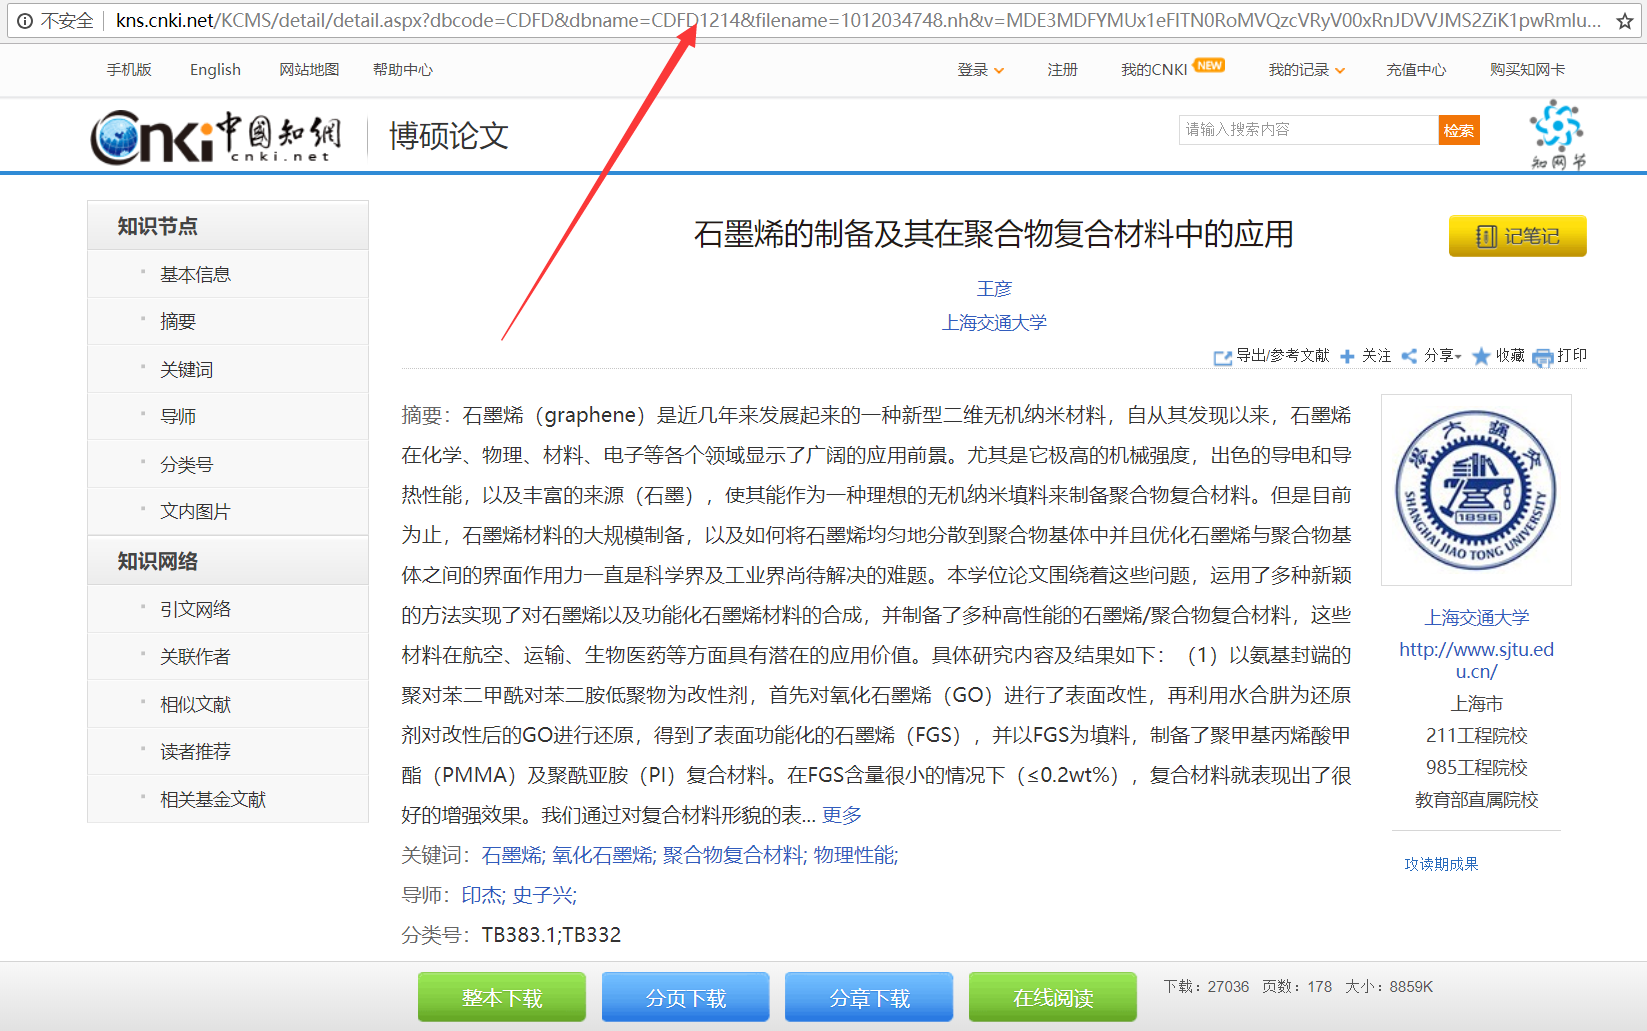 不安全 kns.cnki.net/KCMS/detail/detail.aspx?dbcode=CDFD&dbname=CDFD1214&filename=1012034748.nh&v=MDE3MDFYMUx1eFlTN0RoMVQzcVRyV00xRnJDVVJMS2ZiK1pwRmlu...
手机版 English 网站地图 帮助中心 登录 注册 我的CNKI NEW 我的记录 充值中心 购买知网卡
Cnki中國知網
cnki.net
博硕论文
请输入搜索内容 检索
知网节
知识节点
基本信息
摘要
关键词
导师
分类号
文内图片
知识网络
引文网络
关联作者
相似文献
读者推荐
相关基金文献
石墨烯的制备及其在聚合物复合材料中的应用
记笔记
王彦
上海交通大学
导出/参考文献 关注 分享 收藏 打印
摘要：石墨烯（graphene）是近几年来发展起来的一种新型二维无机纳米材料，自从其发现以来，石墨烯
在化学、物理、材料、电子等各个领域显示了广阔的应用前景。尤其是它极高的机械强度，出色的导电和导
热性能，以及丰富的来源（石墨），使其能作为一种理想的无机纳米填料来制备聚合物复合材料。但是目前
为止，石墨烯材料的大规模制备，以及如何将石墨烯均匀地分散到聚合物基体中并且优化石墨烯与聚合物基
体之间的界面作用力一直是科学界及工业界尚待解决的难题。本学位论文围绕着这些问题，运用了多种新颖
的方法实现了对石墨烯以及功能化石墨烯材料的合成，并制备了多种高性能的石墨烯/聚合物复合材料，这些
材料在航空、运输、生物医药等方面具有潜在的应用价值。具体研究内容及结果如下：（1）以氨基封端的
聚对苯二甲酰对苯二胺低聚物为改性剂，首先对氧化石墨烯（GO）进行了表面改性，再利用水合肼为还原
剂对改性后的GO进行还原，得到了表面功能化的石墨烯（FGS），并以FGS为填料，制备了聚甲基丙烯酸甲
酯（PMMA）及聚酰亚胺（PI）复合材料。在FGS含量很小的情况下（≤0.2wt%），复合材料就表现出了很
好的增强效果。我们通过对复合材料形貌的表... 更多
关键词：石墨烯; 氧化石墨烯; 聚合物复合材料; 物理性能;
导师：印杰; 史子兴;
分类号：TB383.1;TB332
上海交通大学
1896
SHANGHAI JIAO TONG UNIVERSITY
上海交通大学
http://www.sjtu.ed
u.cn/
上海市
211工程院校
985工程院校
教育部直属院校
攻读期成果
整本下载 分页下载 分章下载 在线阅读 下载：27036 页数：178 大小：8859K